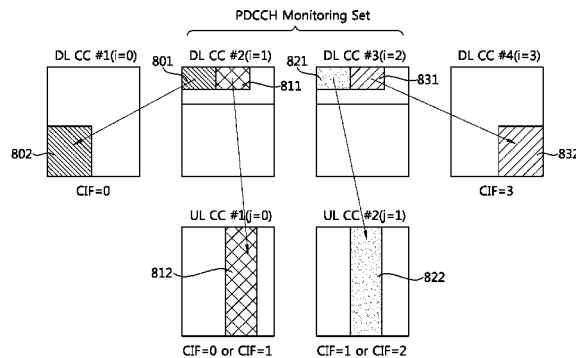 PDCCH Monitoring Set
DL CC #1(i=0) 801 DL CC #2(i=1) 821 DL CC #3(i=2) DL CC #4(i=3)
811 831
802 832
CIF=0 CIF=3
UL CC #1(j=0) UL CC #2(j=1)
812 822
CIF=0 or CIF=1 CIF=1 or CIF=2